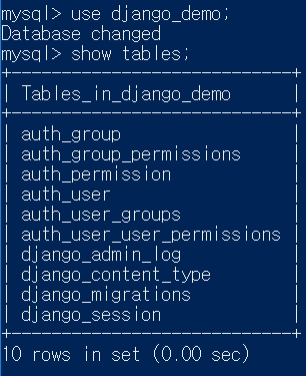 mysql> use django_demo;
Database changed
mysql> show tables;
+----------------------------+
| Tables_in_django_demo      |
+----------------------------+
| auth_group                 |
| auth_group_permissions     |
| auth_permission            |
| auth_user                  |
| auth_user_groups           |
| auth_user_user_permissions |
| django_admin_log           |
| django_content_type        |
| django_migrations          |
| django_session             |
+----------------------------+
10 rows in set (0.00 sec)